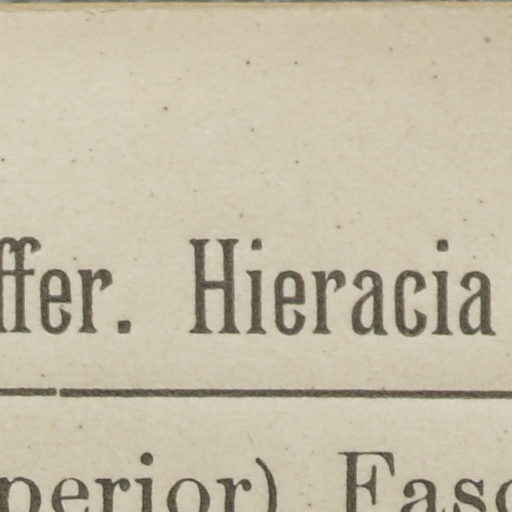 ffer. Hieracia
perior) Fasc